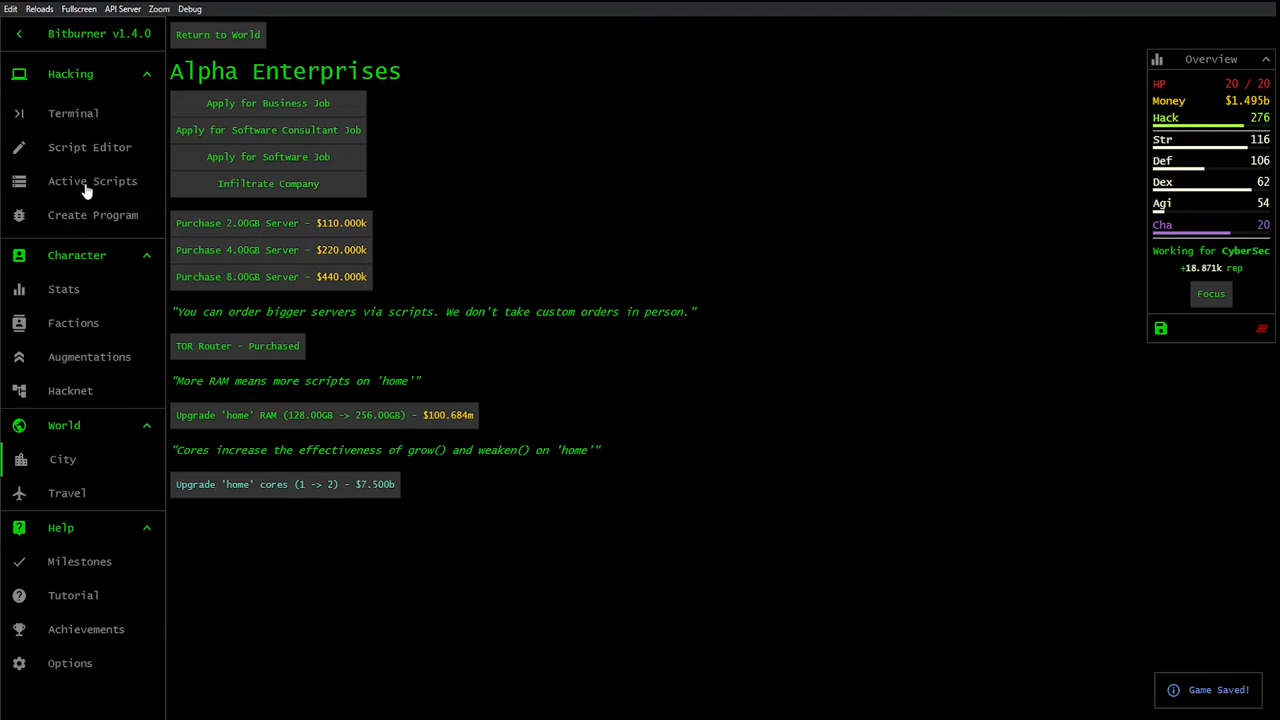 Edit Reloads Fullscreen API Server Zoom Debug
Bitburner v1.4.0
Hacking
Terminal
Script Editor
Active Scripts
Create Program
Character
Stats
Factions
Augmentations
Hacknet
World
City
Travel
Help
Milestones
Tutorial
Achievements
Options
Return to World
Alpha Enterprises
Apply for Business Job
Apply for Software Consultant Job
Apply for Software Job
Infiltrate Company
Purchase 2.00GB Server - $110.000k
Purchase 4.00GB Server - $220.000k
Purchase 8.00GB Server - $440.000k
"You can order bigger servers via scripts. We don't take custom orders in person."
TOR Router - Purchased
"More RAM means more scripts on 'home'"
Upgrade 'home' RAM (128.00GB -> 256.00GB) - $100.684m
"Cores increase the effectiveness of grow() and weaken() on 'home'"
Upgrade 'home' cores (1 -> 2) - $7.500b
Overview
HP 20 / 20
Money $1.495b
Hack 276
Str 116
Def 106
Dex 62
Agi 54
Cha 20
Working for CyberSec
+18.871k rep
Focus
Game Saved!